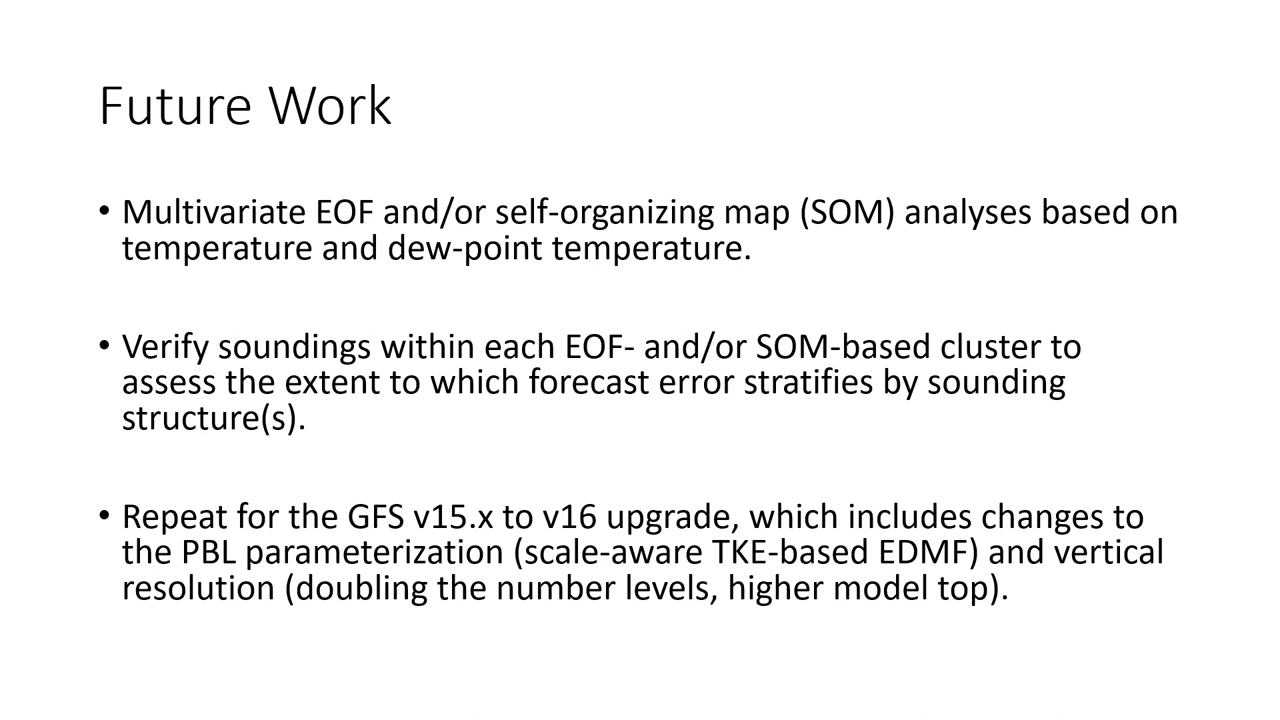 Future Work
• Multivariate EOF and/or self-organizing map (SOM) analyses based on
temperature and dew-point temperature.
• Verify soundings within each EOF- and/or SOM-based cluster to
assess the extent to which forecast error stratifies by sounding
structure(s).
• Repeat for the GFS v15.x to v16 upgrade, which includes changes to
the PBL parameterization (scale-aware TKE-based EDMF) and vertical
resolution (doubling the number levels, higher model top).